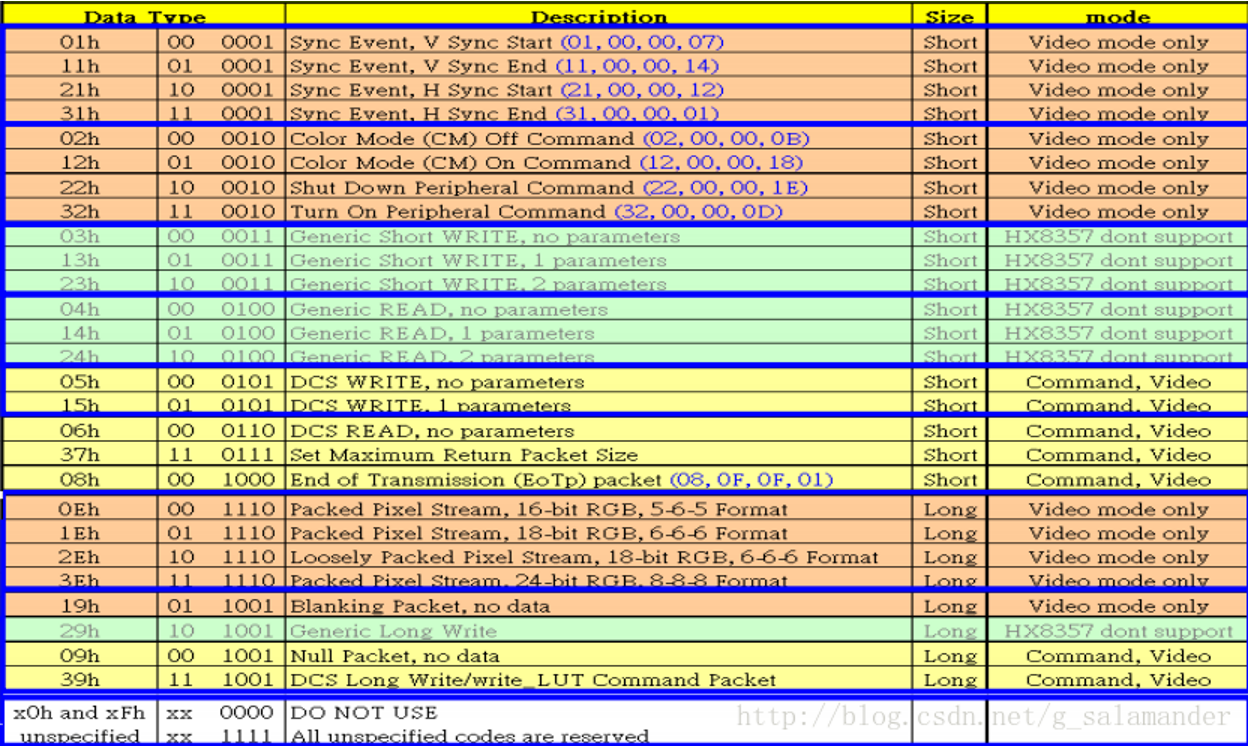 Data Type Description Size mode
01h 00 0001 Sync Event, V Sync Start (01, 00, 00, 07) Short Video mode only
11h 01 0001 Sync Event, V Sync End (11, 00, 00, 14) Short Video mode only
21h 10 0001 Sync Event, H Sync Start (21, 00, 00, 12) Short Video mode only
31h 11 0001 Sync Event, H Sync End (31, 00, 00, 01) Short Video mode only
02h 00 0010 Color Mode (CM) Off Command (02, 00, 00, 0B) Short Video mode only
12h 01 0010 Color Mode (CM) On Command (12, 00, 00, 18) Short Video mode only
22h 10 0010 Shut Down Peripheral Command (22, 00, 00, 1E) Short Video mode only
32h 11 0010 Turn On Peripheral Command (32, 00, 00, 0D) Short Video mode only
03h 00 0011 Generic Short WRITE, no parameters Short HX8357 dont support
13h 01 0011 Generic Short WRITE, 1 parameters Short HX8357 dont support
23h 10 0011 Generic Short WRITE, 2 parameters Short HX8357 dont support
04h 00 0100 Generic READ, no parameters Short HX8357 dont support
14h 01 0100 Generic READ, 1 parameters Short HX8357 dont support
24h 10 0100 Generic READ, 2 parameters Short HX8357 dont support
05h 00 0101 DCS WRITE, no parameters Short Command, Video
15h 01 0101 DCS WRITE, 1 parameters Short Command, Video
06h 00 0110 DCS READ, no parameters Short Command, Video
37h 11 0111 Set Maximum Return Packet Size Short Command, Video
08h 00 1000 End of Transmission (EoTp) packet (08, 0F, 0F, 01) Short Command, Video
0Eh 00 1110 Packed Pixel Stream, 16-bit RGB, 5-6-5 Format Long Video mode only
1Eh 01 1110 Packed Pixel Stream, 18-bit RGB, 6-6-6 Format Long Video mode only
2Eh 10 1110 Loosely Packed Pixel Stream, 18-bit RGB, 6-6-6 Format Long Video mode only
3Eh 11 1110 Packed Pixel Stream, 24-bit RGB, 8-8-8 Format Long Video mode only
19h 01 1001 Blanking Packet, no data Long Video mode only
29h 10 1001 Generic Long Write Long HX8357 dont support
09h 00 1001 Null Packet, no data Long Command, Video
39h 11 1001 DCS Long Write/write_LUT Command Packet Long Command, Video
x0h and xFh xx 0000 DO NOT USE
unspecified xx 1111 All unspecified codes are reserved
http://blog.csdn.net/g_salamander